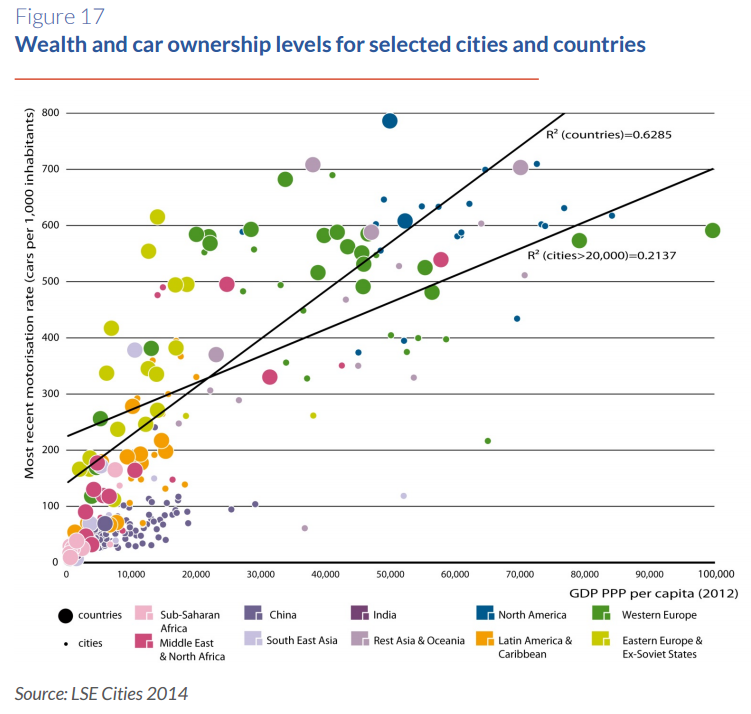 Figure 17
Wealth and car ownership levels for selected cities and countries
Most recent motorisation rate (cars per 1,000 inhabitants)
800
700
600
500
400
300
200
100
0
R² (countries)=0.6285
R² (cities>20,000)=0.2137
0 10,000 20,000 30,000 40,000 50,000 60,000 70,000 80,000 90,000 100,000
GDP PPP per capita (2012)
countries
cities
Sub-Saharan
Africa
Middle East
& North Africa
China
South East Asia
India
Rest Asia & Oceania
North America
Latin America &
Caribbean
Western Europe
Eastern Europe &
Ex-Soviet States
Source: LSE Cities 2014